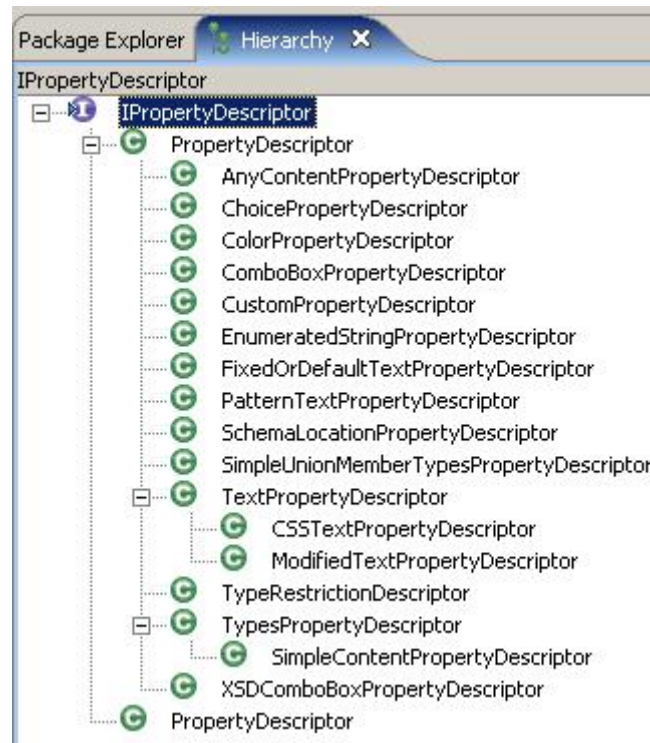 Package Explorer Hierarchy
IPropertyDescriptor
IPropertyDescriptor
PropertyDescriptor
AnyContentPropertyDescriptor
ChoicePropertyDescriptor
ColorPropertyDescriptor
ComboBoxPropertyDescriptor
CustomPropertyDescriptor
EnumeratedStringPropertyDescriptor
FixedOrDefaultTextPropertyDescriptor
PatternTextPropertyDescriptor
SchemaLocationPropertyDescriptor
SimpleUnionMemberTypesPropertyDescriptor
TextPropertyDescriptor
CSSTextPropertyDescriptor
ModifiedTextPropertyDescriptor
TypeRestrictionDescriptor
TypesPropertyDescriptor
SimpleContentPropertyDescriptor
XSDComboBoxPropertyDescriptor
PropertyDescriptor